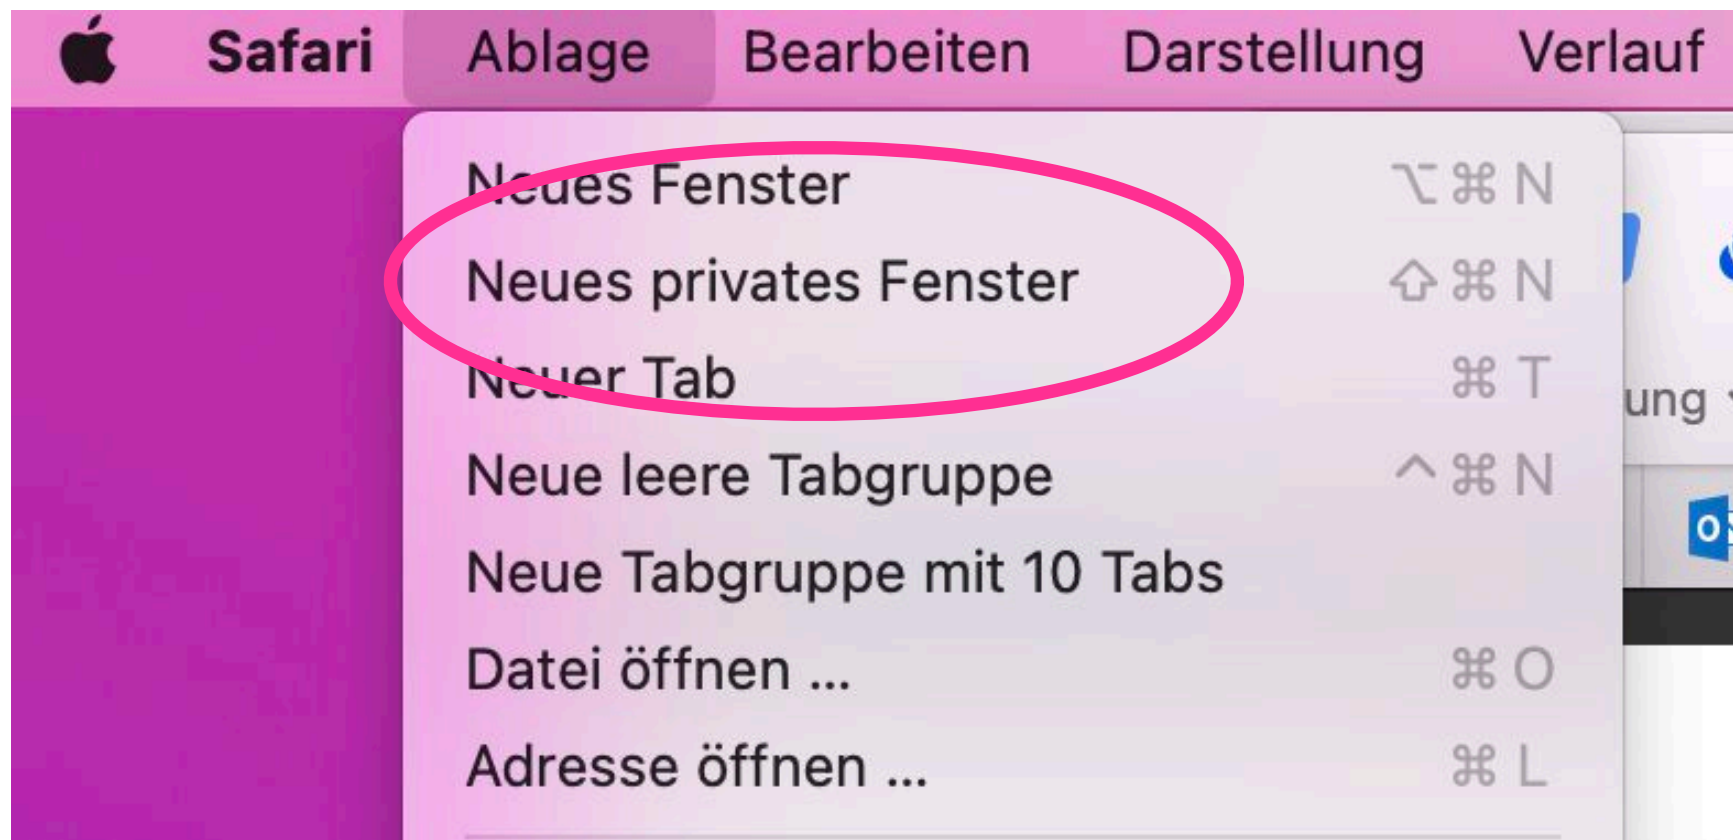 Safari Ablage Bearbeiten Darstellung Verlauf
Neues Fenster ⌥⌘N
Neues privates Fenster ⇧⌘N
Neuer Tab ⌘T
ung
Neue leere Tabgruppe ^⌘N
Neue Tabgruppe mit 10 Tabs
Datei öffnen ... ⌘O
Adresse öffnen ... ⌘L